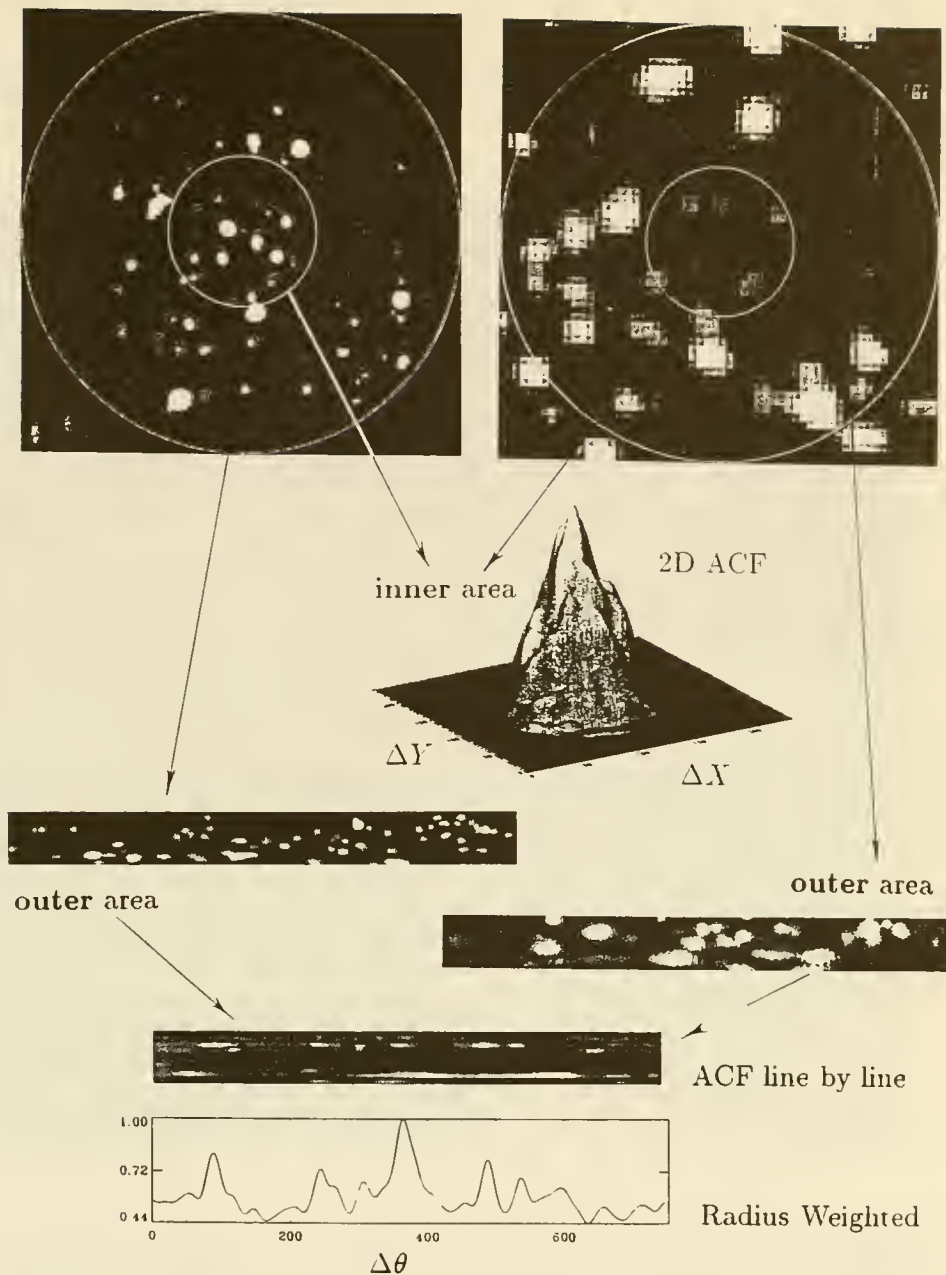 2D ACF
inner area
ΔY
ΔX
outer area
outer area
ACF line by line
1.00
0.72
0.44
0
200
400
600
Radius Weighted
Δθ